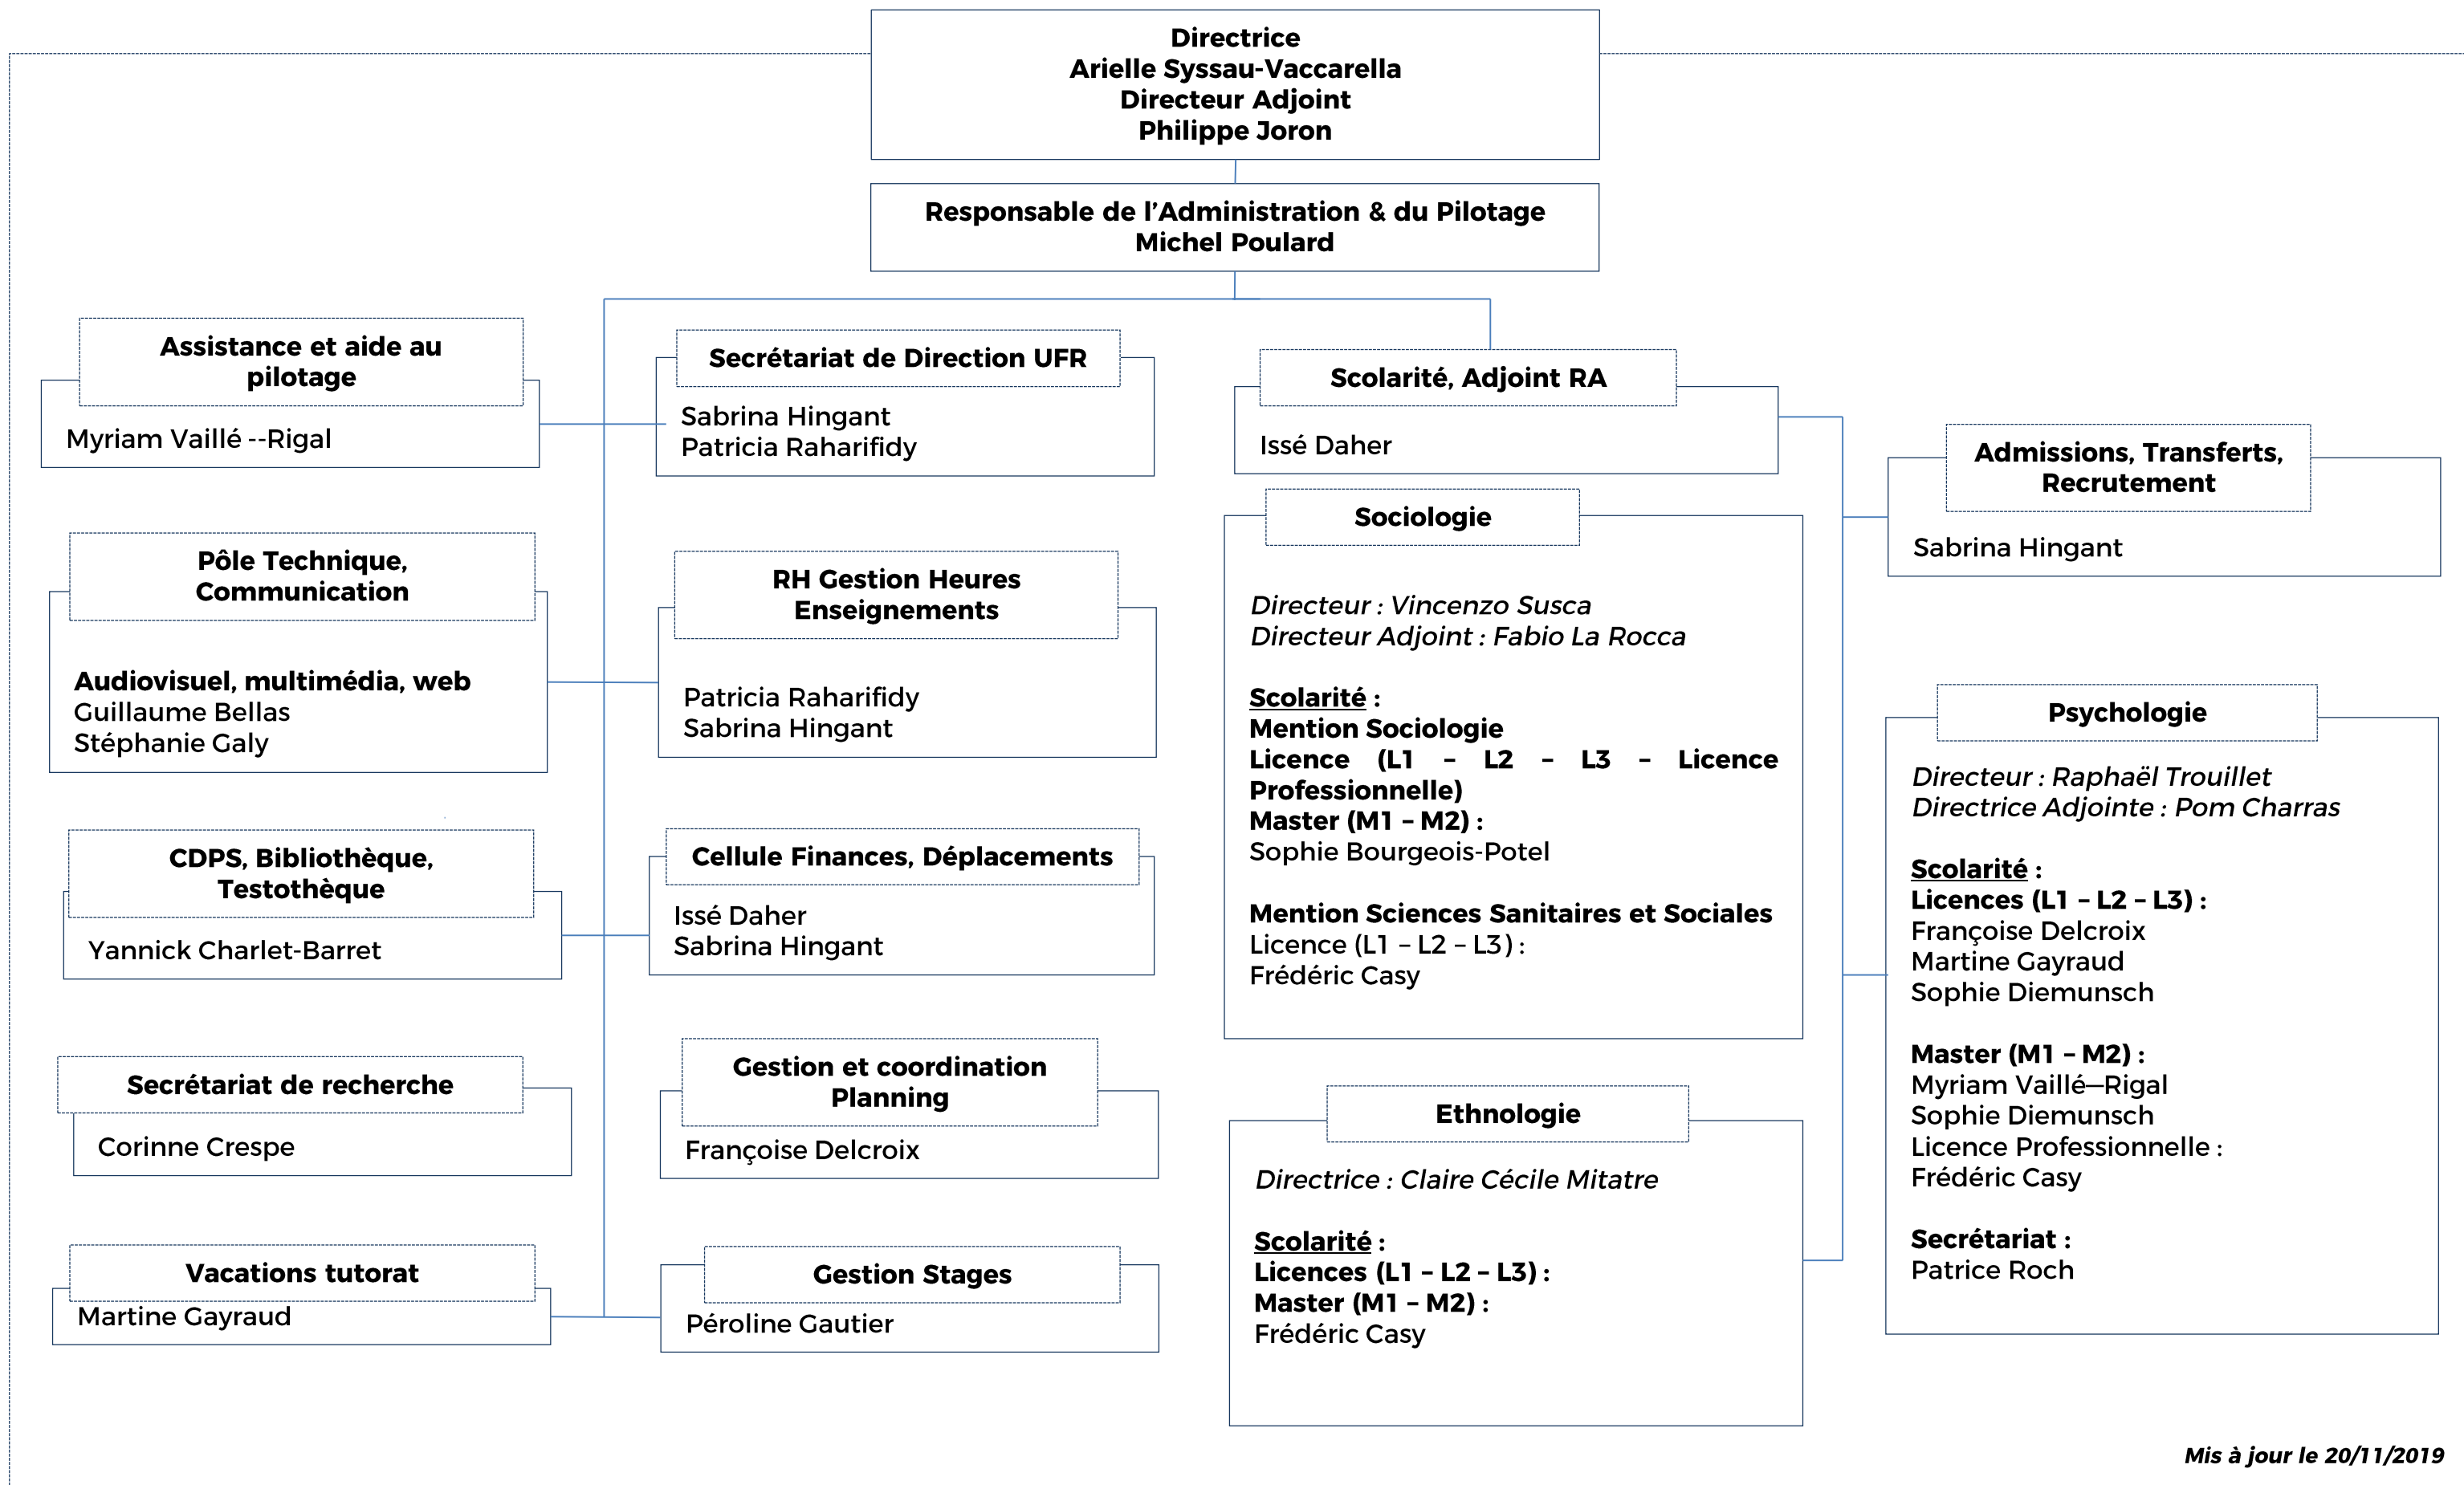 Directrice
Arielle Syssau-Vaccarella
Directeur Adjoint
Philippe Joron
Responsable de l’Administration & du Pilotage
Michel Poulard
Assistance et aide au
pilotage
Myriam Vaillé --Rigal
Secrétariat de Direction UFR
Sabrina Hingant
Patricia Raharifidy
Scolarité, Adjoint RA
Issé Daher
Admissions, Transferts,
Recrutement
Sabrina Hingant
Pôle Technique,
Communication
Audiovisuel, multimédia, web
Guillaume Bellas
Stéphanie Galy
RH Gestion Heures
Enseignements
Patricia Raharifidy
Sabrina Hingant
Sociologie
Directeur : Vincenzo Susca
Directeur Adjoint : Fabio La Rocca
Scolarité :
Mention Sociologie
Licence (L1 – L2 – L3 – Licence
Professionnelle)
Master (M1 – M2) :
Sophie Bourgeois-Potel
Mention Sciences Sanitaires et Sociales
Licence (L1 – L2 – L3) :
Frédéric Casy
Psychologie
Directeur : Raphaël Trouillet
Directrice Adjointe : Pom Charras
Scolarité :
Licences (L1 – L2 – L3) :
Françoise Delcroix
Martine Gayraud
Sophie Diemunsch
Master (M1 – M2) :
Myriam Vaillé—Rigal
Sophie Diemunsch
Licence Professionnelle :
Frédéric Casy
Secrétariat :
Patrice Roch
CDPS, Bibliothèque,
Testothèque
Yannick Charlet-Barret
Cellule Finances, Déplacements
Issé Daher
Sabrina Hingant
Secrétariat de recherche
Corinne Crespe
Gestion et coordination
Planning
Françoise Delcroix
Ethnologie
Directrice : Claire Cécile Mitatre
Scolarité :
Licences (L1 – L2 – L3) :
Master (M1 – M2) :
Frédéric Casy
Vacations tutorat
Martine Gayraud
Gestion Stages
Péroline Gautier
Mis à jour le 20/11/2019